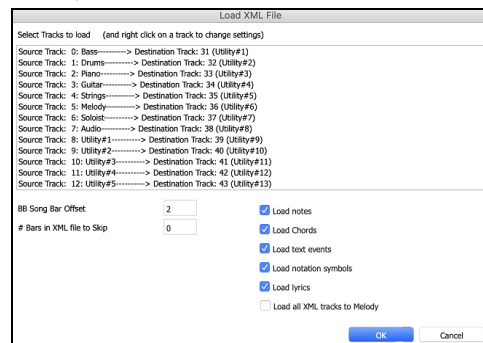 Load XML File
Select Tracks to load (and right click on a track to change settings)
Source Track: 0: Bass----------> Destination Track: 31 (Utility#1)
Source Track: 1: Drums----------> Destination Track: 32 (Utility#2)
Source Track: 2: Piano----------> Destination Track: 33 (Utility#3)
Source Track: 3: Guitar----------> Destination Track: 34 (Utility#4)
Source Track: 4: Strings----------> Destination Track: 35 (Utility#5)
Source Track: 5: Melody----------> Destination Track: 36 (Utility#6)
Source Track: 6: Soloist----------> Destination Track: 37 (Utility#7)
Source Track: 7: Audio----------> Destination Track: 38 (Utility#8)
Source Track: 8: Utility#1----------> Destination Track: 39 (Utility#9)
Source Track: 9: Utility#2----------> Destination Track: 40 (Utility#10)
Source Track: 10: Utility#3----------> Destination Track: 41 (Utility#11)
Source Track: 11: Utility#4----------> Destination Track: 42 (Utility#12)
Source Track: 12: Utility#5----------> Destination Track: 43 (Utility#13)
BB Song Bar Offset 2
# Bars in XML file to Skip 0
Load notes
Load Chords
Load text events
Load notation symbols
Load lyrics
Load all XML tracks to Melody
OK Cancel